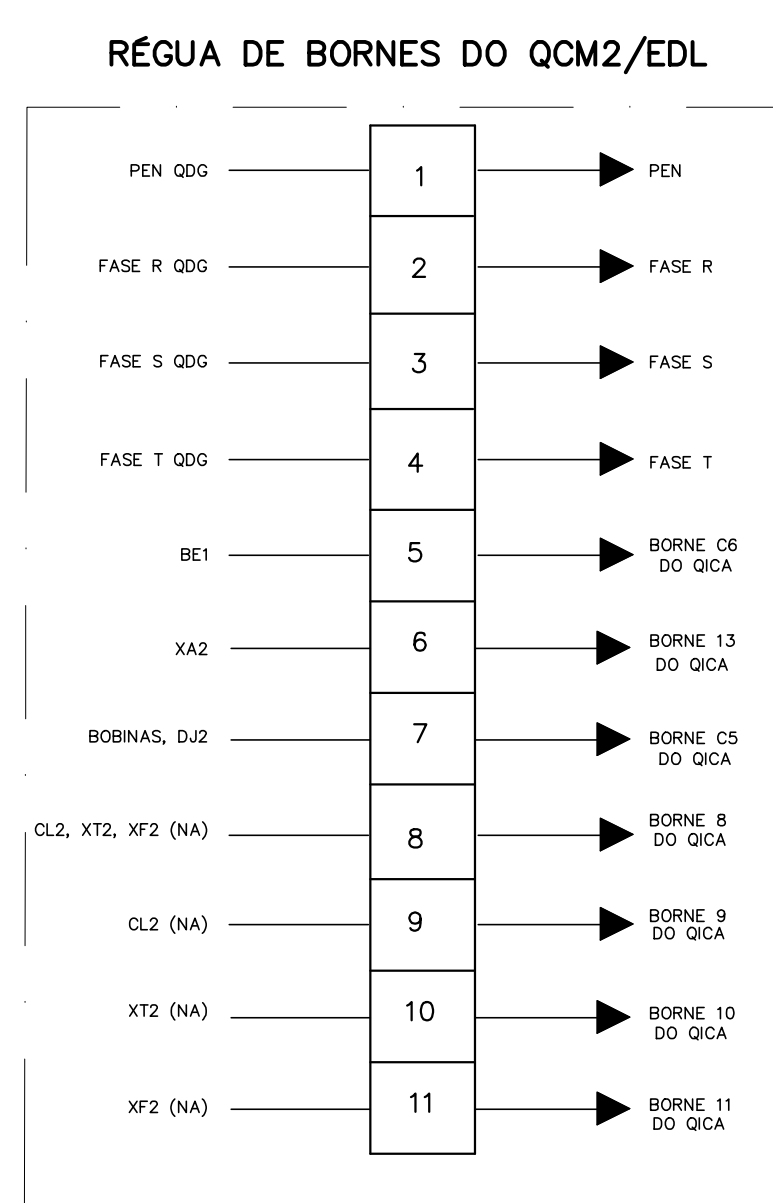 RÉGUA DE BORNES DO QCM2/EDL
PEN QDG 1 PEN
FASE R QDG 2 FASE R
FASE S QDG 3 FASE S
FASE T QDG 4 FASE T
BE1 5 BORNE C6
DO QICA
XA2 6 BORNE 13
DO QICA
BOBINAS, DJ2 7 BORNE C5
DO QICA
CL2, XT2, XF2 (NA) 8 BORNE 8
DO QICA
CL2 (NA) 9 BORNE 9
DO QICA
XT2 (NA) 10 BORNE 10
DO QICA
XF2 (NA) 11 BORNE 11
DO QICA